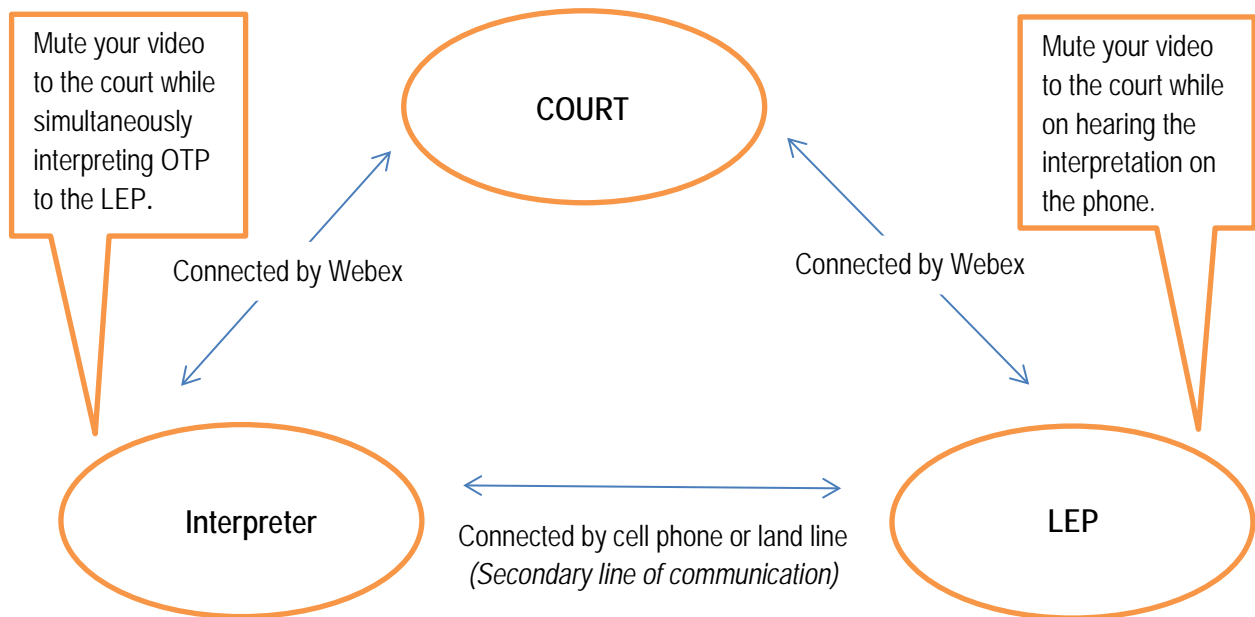 Mute your video
to the court while
simultaneously
interpreting OTP
to the LEP.
COURT
Mute your video
to the court while
on hearing the
interpretation on
the phone.
Connected by Webex
Connected by Webex
Interpreter
LEP
Connected by cell phone or land line
(Secondary line of communication)